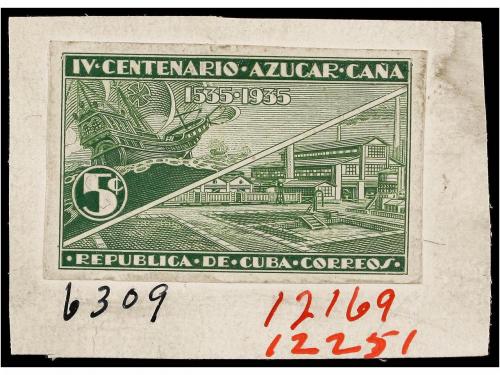 IV·CENTENARIO·AZUCAR·CAÑA
1535·1935
5¢
·REPUBLICA·DE·CUBA·CORREOS·
6309
12169
12251